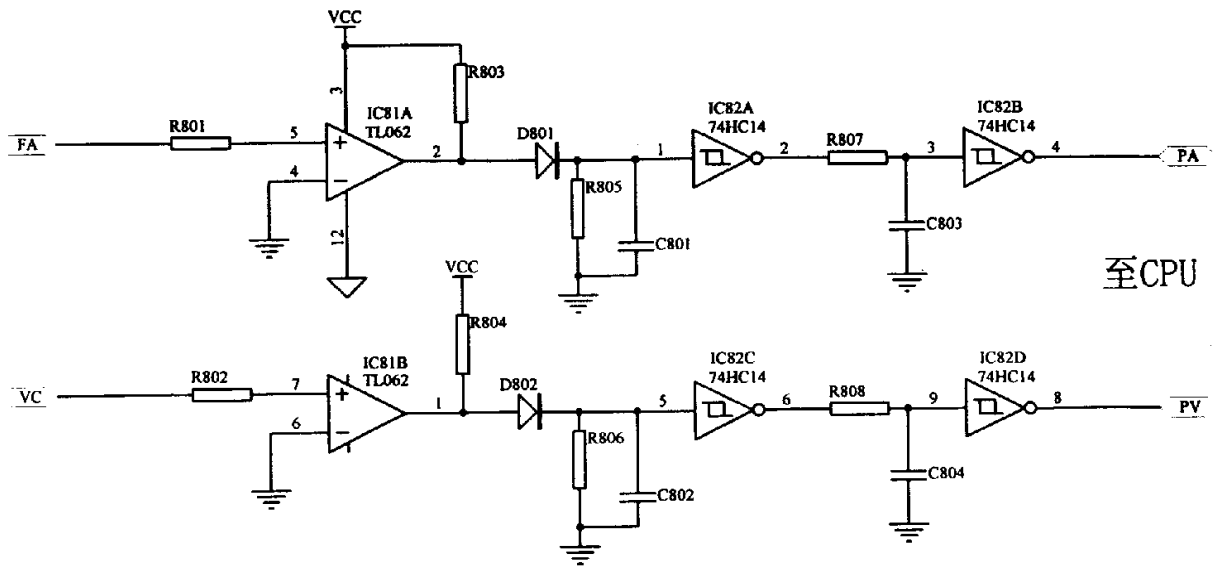 VCC
R803
3
IC81A
TL062
R801
FA
5
+
2
4
−
12
D801
R805
C801
1
IC82A
74HC14
2
R807
3
C803
IC82B
74HC14
4
PA
至CPU
VCC
R804
IC81B
TL062
R802
VC
7
+
1
6
−
D802
R806
C802
5
IC82C
74HC14
6
R808
9
C804
IC82D
74HC14
8
PV